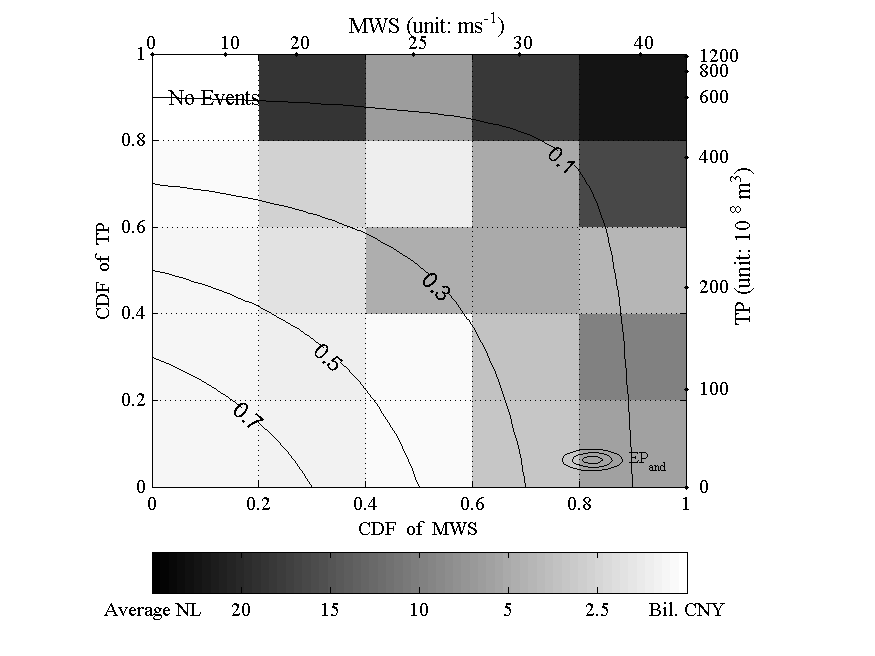 MWS (unit: ms-1)
0 10 20 25 30 40
1 1200
800
No Events 600
0.8 0.1 400
0.6
CDF of TP
TP (unit: 10 8 m3)
0.3 200
0.4
0.5
0.2 100
0.7
EPand
0 0
0 0.2 0.4 0.6 0.8 1
CDF of MWS
Average NL 20 15 10 5 2.5 Bil. CNY